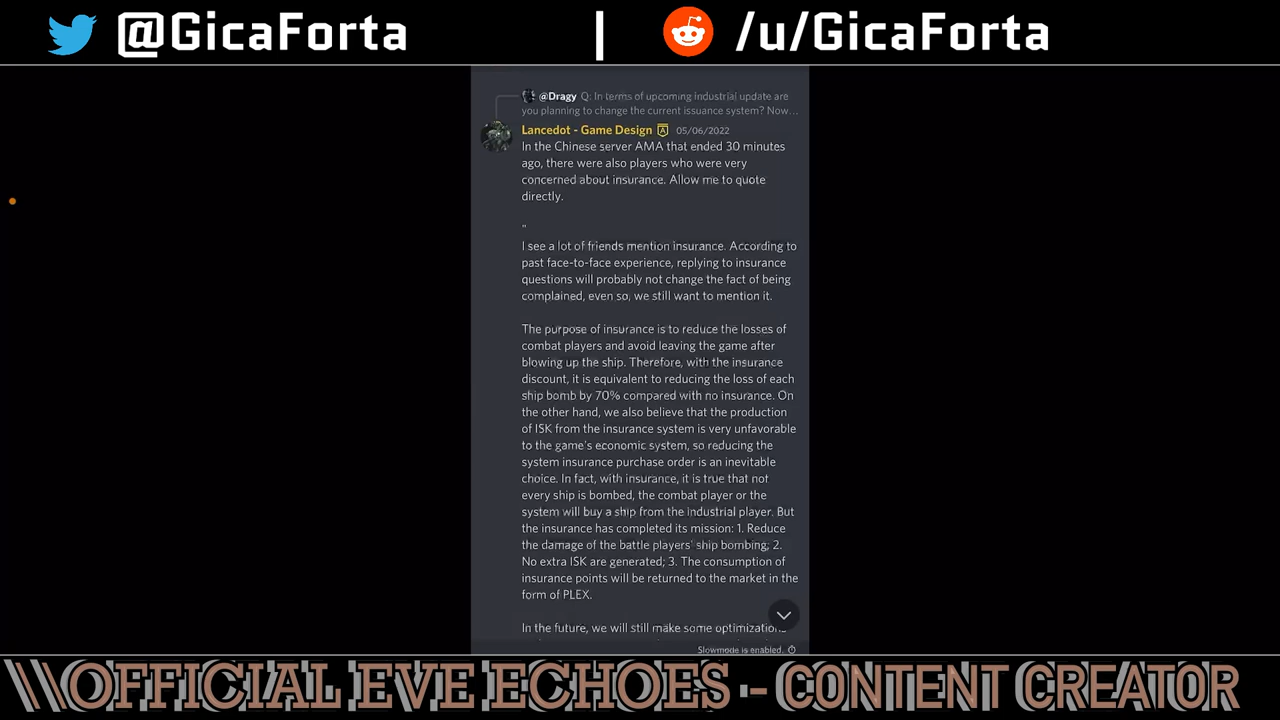 @GicaForta | /u/GicaForta
@Dragy Q: In terms of upcoming industrial update are
you planning to change the current issuance system? Now...
Lancedot - Game Design 05/06/2022
In the Chinese server AMA that ended 30 minutes
ago, there were also players who were very
concerned about insurance. Allow me to quote
directly.
"
I see a lot of friends mention insurance. According to
past face-to-face experience, replying to insurance
questions will probably not change the fact of being
complained, even so, we still want to mention it.
The purpose of insurance is to reduce the losses of
combat players and avoid leaving the game after
blowing up the ship. Therefore, with the insurance
discount, it is equivalent to reducing the loss of each
ship bomb by 70% compared with no insurance. On
the other hand, we also believe that the production
of ISK from the insurance system is very unfavorable
to the game's economic system, so reducing the
system insurance purchase order is an inevitable
choice. In fact, with insurance, it is true that not
every ship is bombed, the combat player or the
system will buy a ship from the industrial player. But
the insurance has completed its mission: 1. Reduce
the damage of the battle players' ship bombing; 2.
No extra ISK are generated; 3. The consumption of
insurance points will be returned to the market in the
form of PLEX.
In the future, we will still make some optimizations
Slowmode is enabled.
\\OFFICIAL EVE ECHOES - CONTENT CREATOR